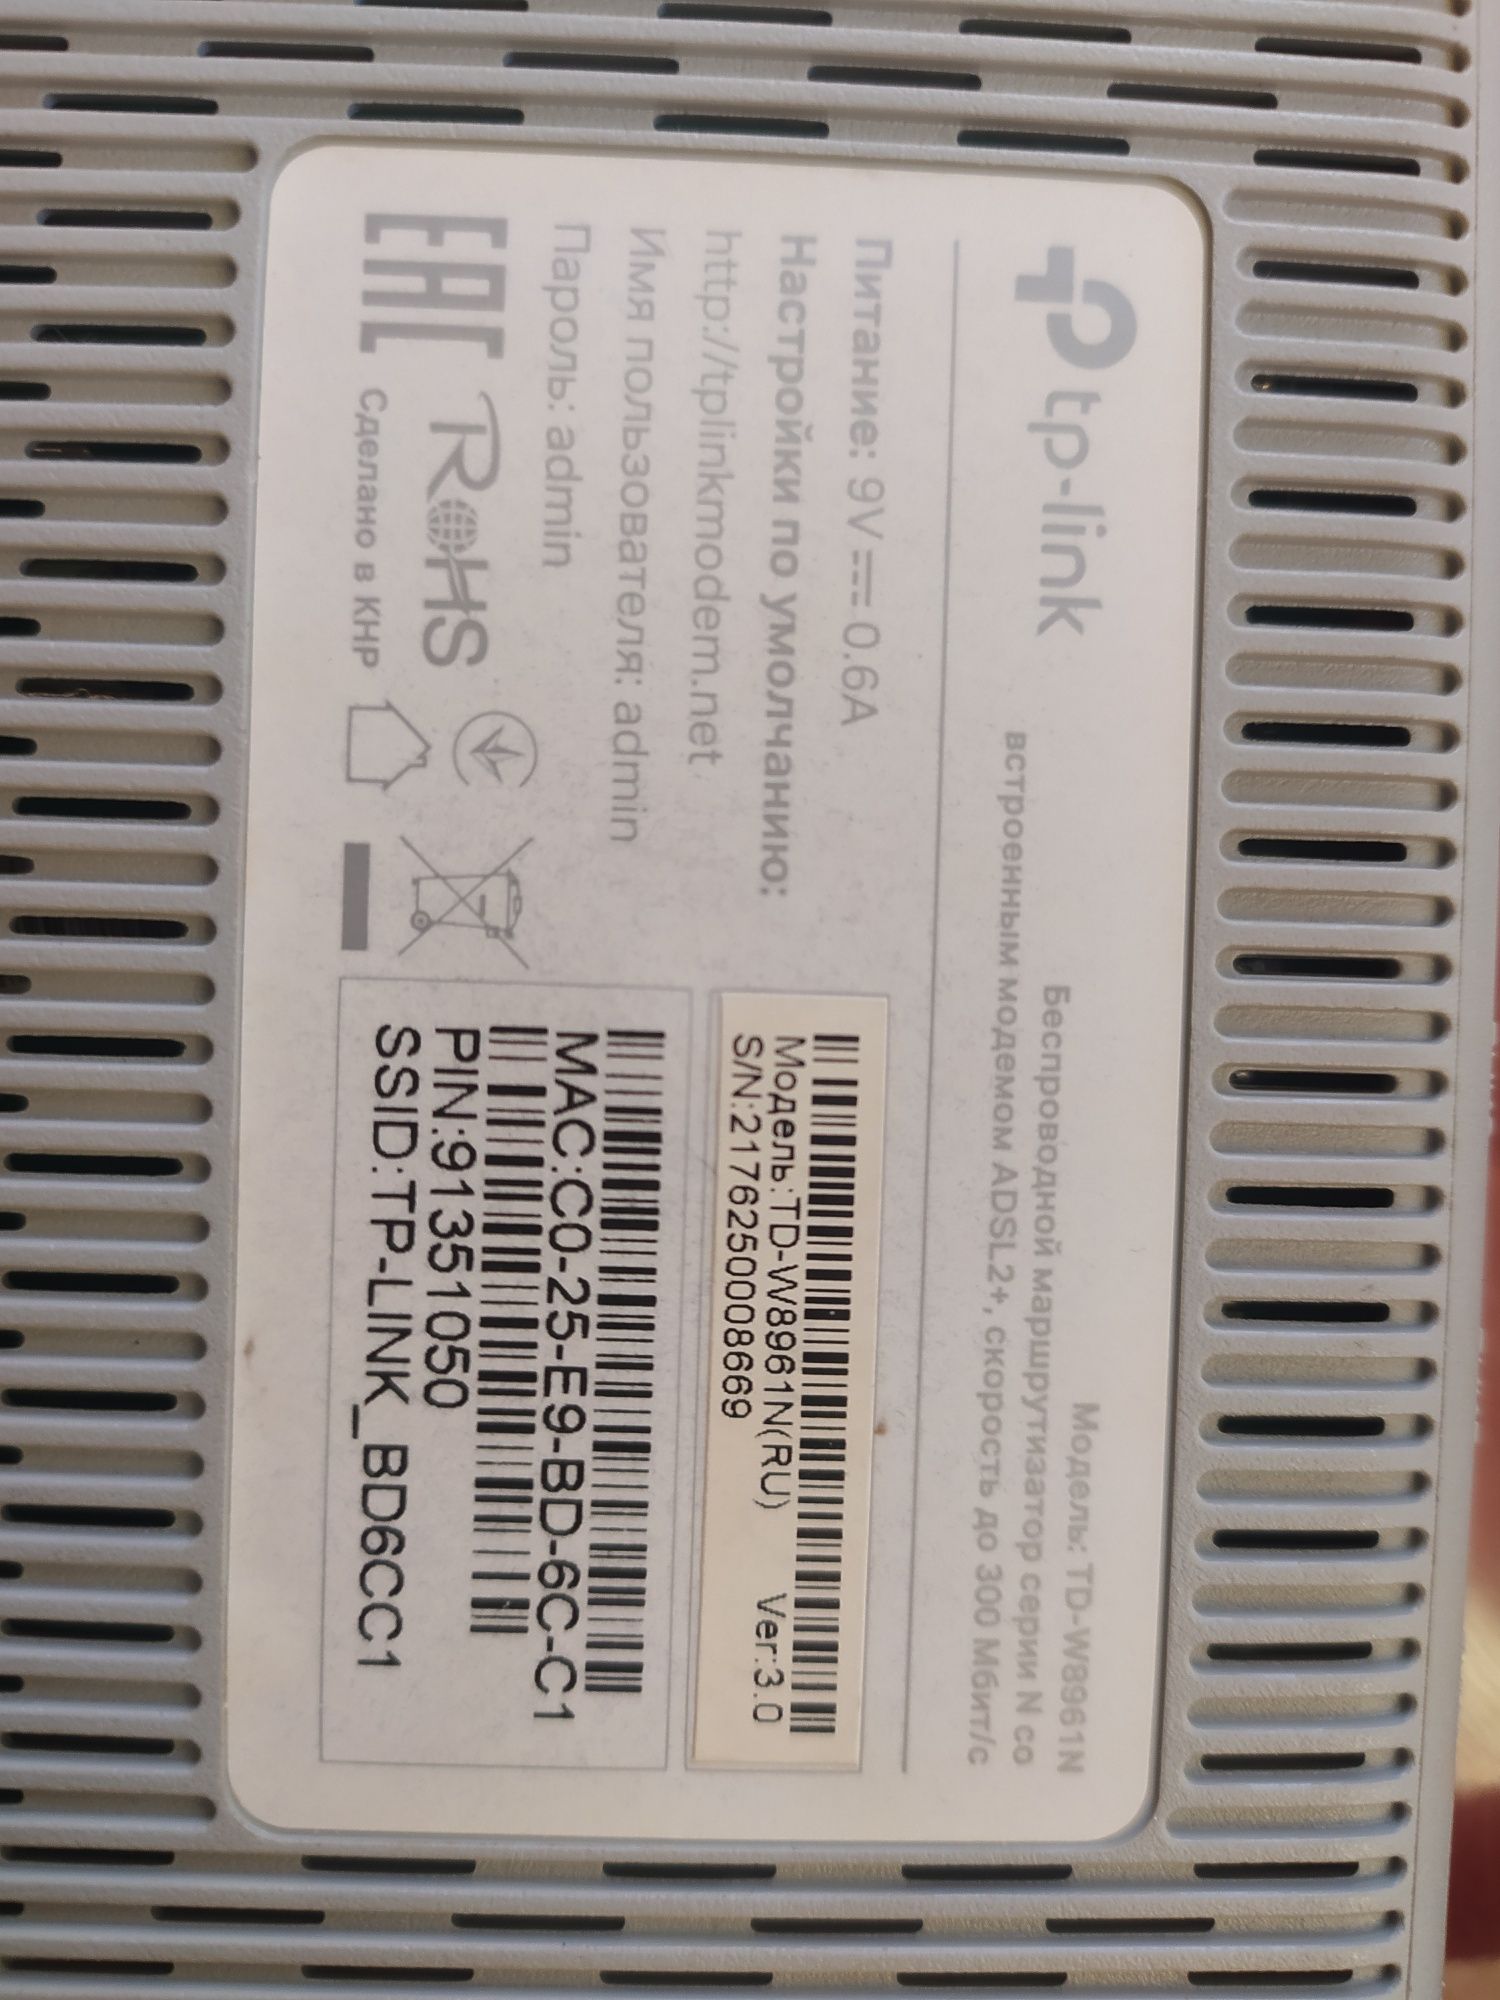 tp-link
Модель: TD-W8961N
Беспроводной маршрутизатор серии N со
встроенным модемом ADSL2+, скорость до 300 Мбит/с
Питание: 9V⎓0.6A
Настройки по умолчанию:
http://tplinkmodem.net
Имя пользователя: admin
Пароль: admin
EAC
RoHS
сделано в КНР
Модель:TD-W8961N(RU) Ver:3.0
S/N:2176250008669
MAC:C0-25-E9-BD-6C-C1
PIN:91351050
SSID:TP-LINK_BD6CC1